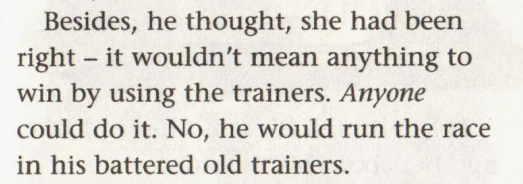 Besides, he thought, she had been
right – it wouldn't mean anything to
win by using the trainers. Anyone
could do it. No, he would run the race
in his battered old trainers.